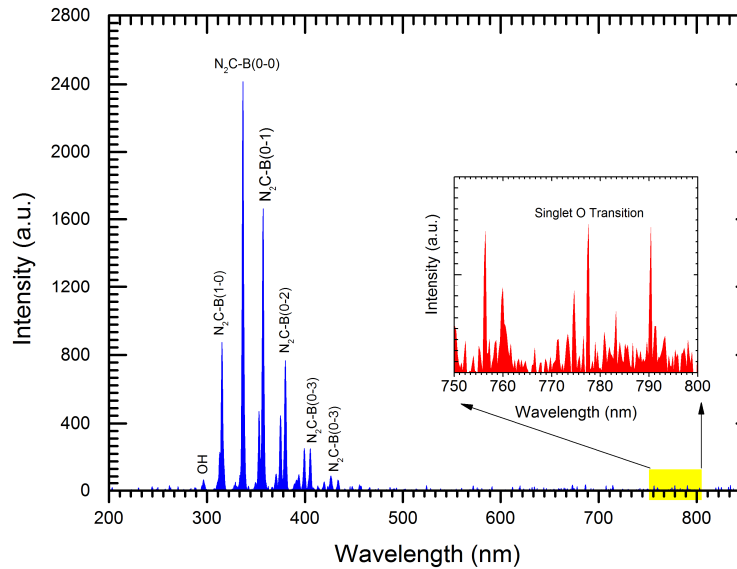 2800
2400
2000
1600
1200
800
400
0
Intensity (a.u.)
200
300
400
500
600
700
800
Wavelength (nm)
OH
N₂C-B(1-0)
N₂C-B(0-0)
N₂C-B(0-1)
N₂C-B(0-2)
N₂C-B(0-3)
N₂C-B(0-3)
Singlet O Transition
Intensity (a.u.)
750
760
770
780
790
800
Wavelength (nm)